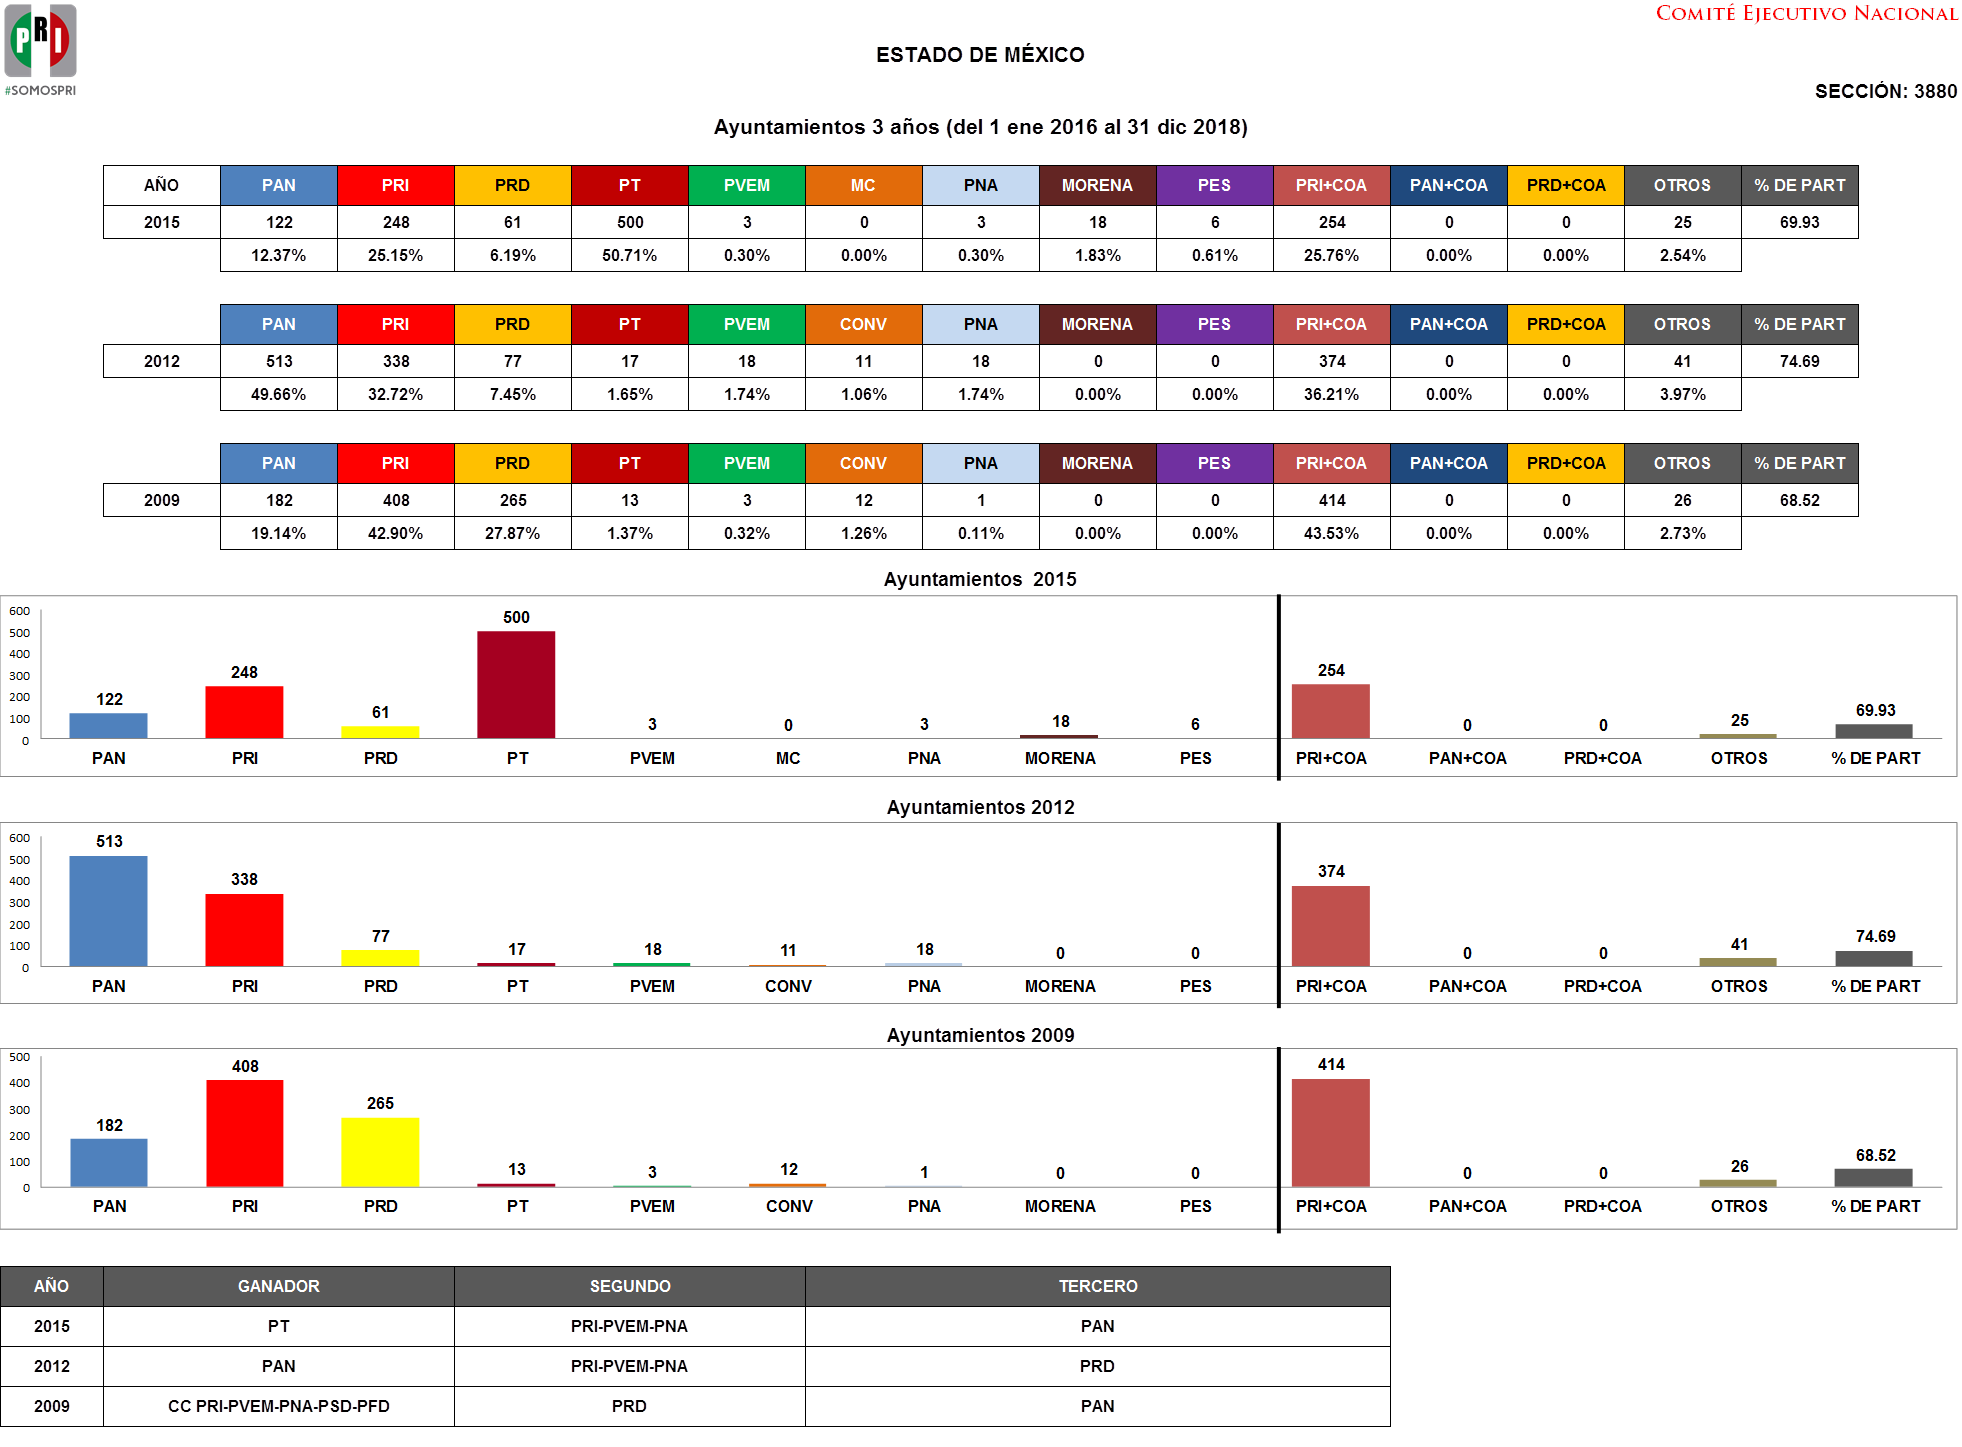 PRI
#SOMOSPRI
COMITÉ EJECUTIVO NACIONAL
ESTADO DE MÉXICO
SECCIÓN: 3880
Ayuntamientos 3 años (del 1 ene 2016 al 31 dic 2018)
AÑO PAN PRI PRD PT PVEM MC PNA MORENA PES PRI+COA PAN+COA PRD+COA OTROS % DE PART
2015 122 248 61 500 3 0 3 18 6 254 0 0 25 69.93
12.37% 25.15% 6.19% 50.71% 0.30% 0.00% 0.30% 1.83% 0.61% 25.76% 0.00% 0.00% 2.54%
PAN PRI PRD PT PVEM CONV PNA MORENA PES PRI+COA PAN+COA PRD+COA OTROS % DE PART
2012 513 338 77 17 18 11 18 0 0 374 0 0 41 74.69
49.66% 32.72% 7.45% 1.65% 1.74% 1.06% 1.74% 0.00% 0.00% 36.21% 0.00% 0.00% 3.97%
PAN PRI PRD PT PVEM CONV PNA MORENA PES PRI+COA PAN+COA PRD+COA OTROS % DE PART
2009 182 408 265 13 3 12 1 0 0 414 0 0 26 68.52
19.14% 42.90% 27.87% 1.37% 0.32% 1.26% 0.11% 0.00% 0.00% 43.53% 0.00% 0.00% 2.73%
Ayuntamientos 2015
600
500
400
300
200
100
0
122 248 61 500 3 0 3 18 6 254 0 0 25 69.93
PAN PRI PRD PT PVEM MC PNA MORENA PES PRI+COA PAN+COA PRD+COA OTROS % DE PART
Ayuntamientos 2012
600
500
400
300
200
100
0
513 338 77 17 18 11 18 0 0 374 0 0 41 74.69
PAN PRI PRD PT PVEM CONV PNA MORENA PES PRI+COA PAN+COA PRD+COA OTROS % DE PART
Ayuntamientos 2009
500
400
300
200
100
0
182 408 265 13 3 12 1 0 0 414 0 0 26 68.52
PAN PRI PRD PT PVEM CONV PNA MORENA PES PRI+COA PAN+COA PRD+COA OTROS % DE PART
AÑO GANADOR SEGUNDO TERCERO
2015 PT PRI-PVEM-PNA PAN
2012 PAN PRI-PVEM-PNA PRD
2009 CC PRI-PVEM-PNA-PSD-PFD PRD PAN